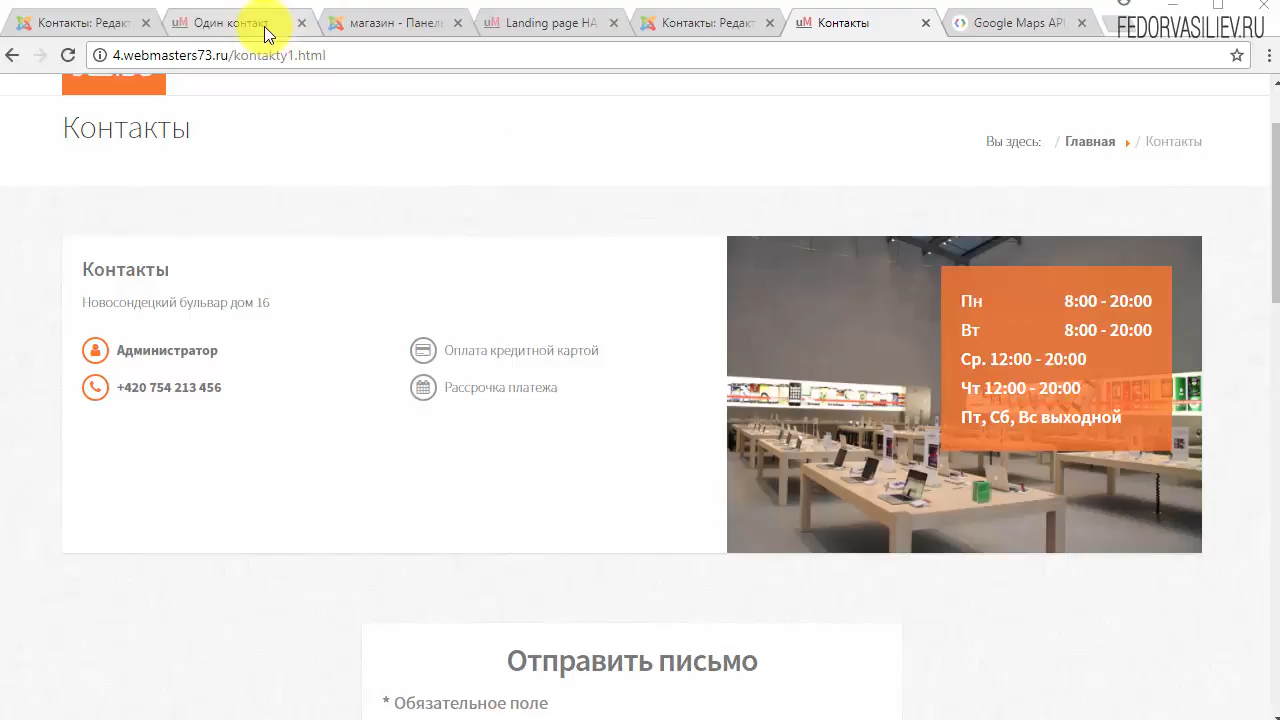 Контакты: Редакт
Один контакт
магазин - Панель
Landing page НА
Контакты: Редакт
Контакты
Google Maps API
FEDORVASILIEV.RU
4.webmasters73.ru/kontakty1.html
Контакты
Вы здесь: / Главная / Контакты
Контакты
Новосондецкий бульвар дом 16
Администратор
Оплата кредитной картой
+420 754 213 456
Рассрочка платежа
Пн 8:00 - 20:00
Вт 8:00 - 20:00
Ср. 12:00 - 20:00
Чт 12:00 - 20:00
Пт, Сб, Вс выходной
Отправить письмо
* Обязательное поле